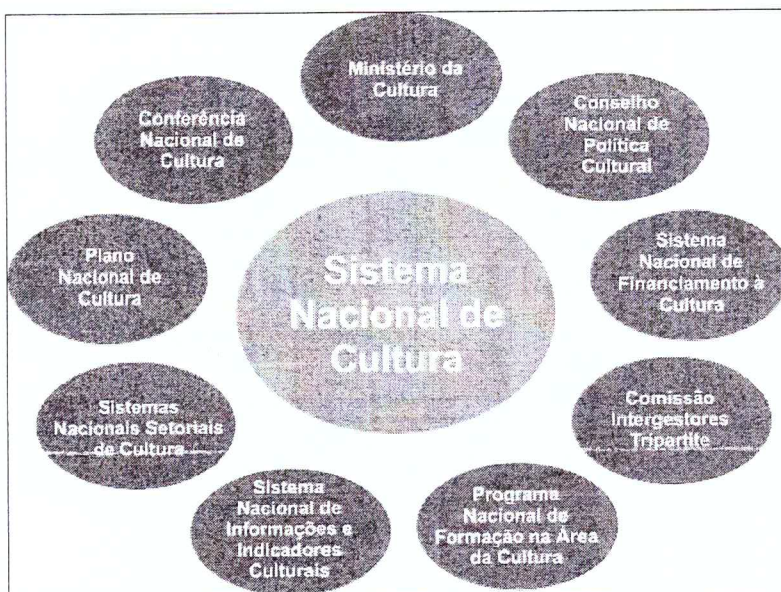 Ministério da
Cultura
Conferência
Nacional de
Cultura
Conselho
Nacional de
Política
Cultural
Plano
Nacional de
Cultura
Sistema
Nacional de
Cultura
Sistema
Nacional de
Financiamento à
Cultura
Sistemas
Nacionais Setoriais
de Cultura
Comissão
Intergestores
Tripartite
Sistema
Nacional de
Informações e
Indicadores
Culturais
Programa
Nacional de
Formação na Área
da Cultura